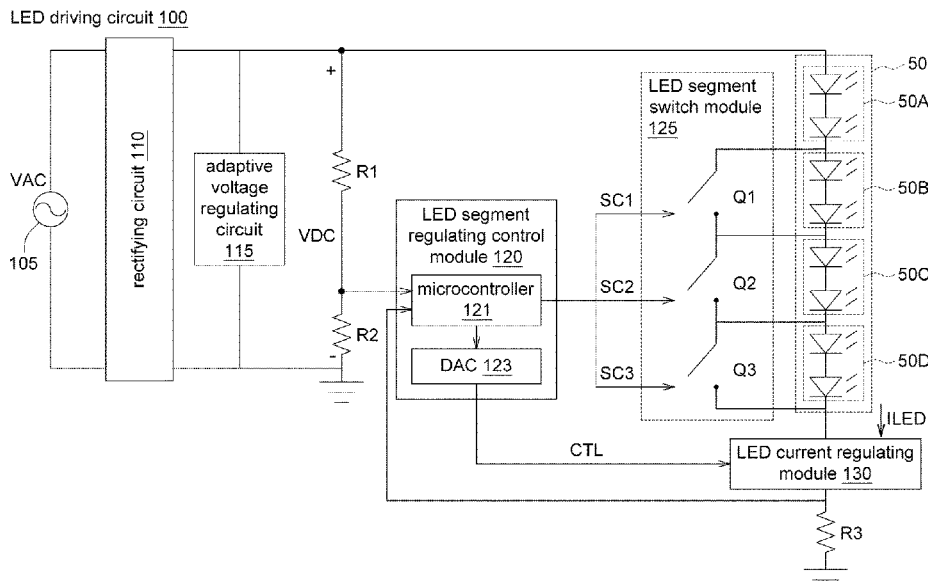 LED driving circuit 100
VAC
105
rectifying circuit 110
adaptive
voltage
regulating
circuit 115
+
R1
VDC
R2
-
LED segment
regulating control
module 120
microcontroller
121
DAC 123
CTL
SC1
SC2
SC3
LED segment
switch module
125
Q1
Q2
Q3
50
50A
50B
50C
50D
ILED
LED current regulating
module 130
R3